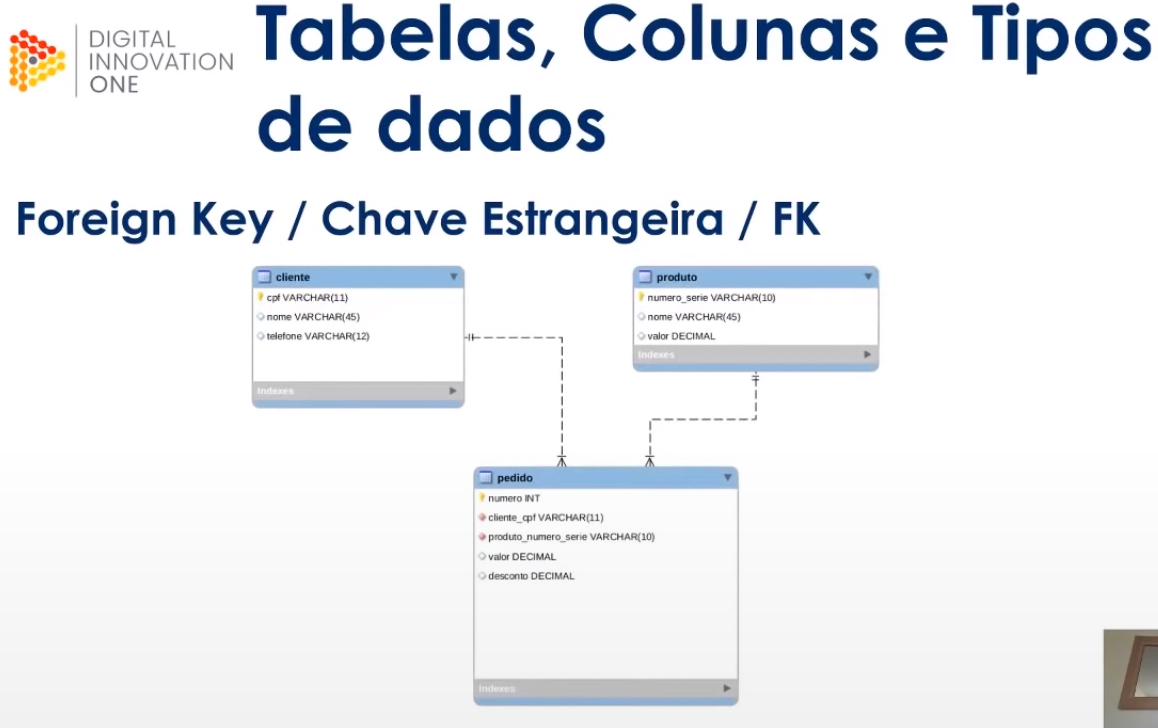 DIGITAL
INNOVATION
ONE
Tabelas, Colunas e Tipos
de dados
Foreign Key / Chave Estrangeira / FK
cliente
cpf VARCHAR(11)
nome VARCHAR(45)
telefone VARCHAR(12)
Indexes
produto
numero_serie VARCHAR(10)
nome VARCHAR(45)
valor DECIMAL
Indexes
pedido
numero INT
cliente_cpf VARCHAR(11)
produto_numero_serie VARCHAR(10)
valor DECIMAL
desconto DECIMAL
Indexes